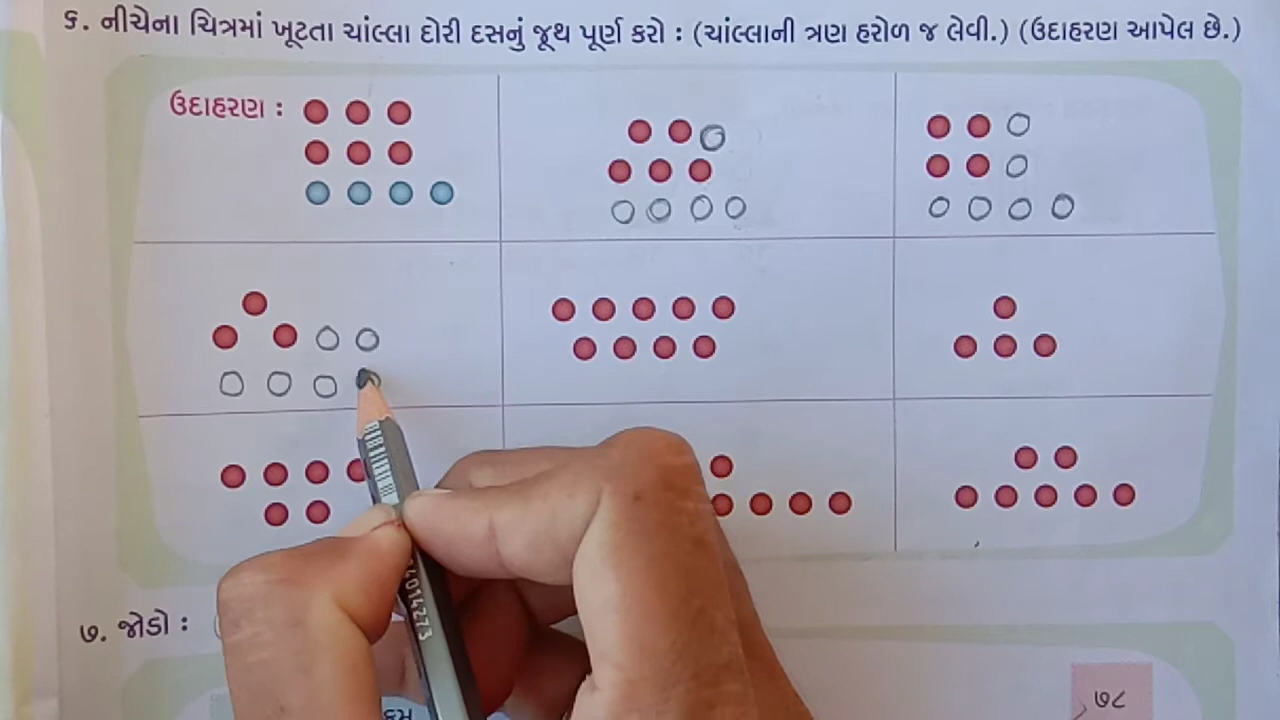 ૬. નીચેના ચિત્રમાં ખૂટતા ચાંલ્લા દોરી દસનું જૂથ પૂર્ણ કરો : (ચાંલ્લાની ત્રણ હરોળ જ લેવી.) (ઉદાહરણ આપેલ છે.)
ઉદાહરણ :
૭. જોડો :
૭૮